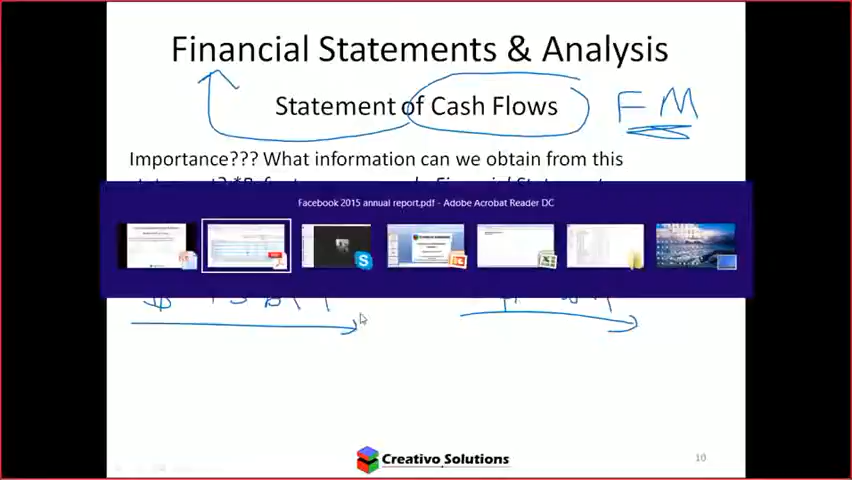 Financial Statements & Analysis
Statement of Cash Flows
F M
Importance??? What information can we obtain from this
Facebook 2015 annual report.pdf - Adobe Acrobat Reader DC
Creativo Solutions
10